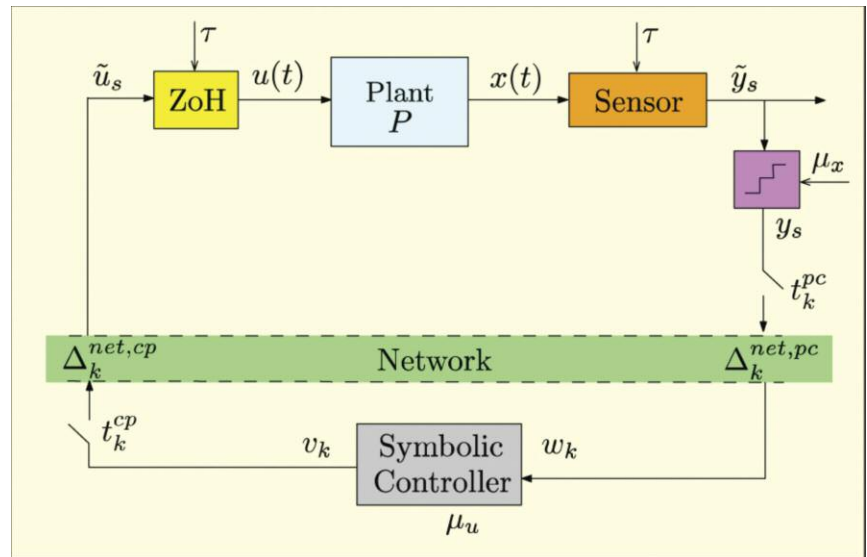 τ
τ
ũ_s
ZoH
u(t)
Plant
P
x(t)
Sensor
ỹ_s
μ_x
y_s
t_k^{pc}
Δ_k^{net,cp}
Network
Δ_k^{net,pc}
t_k^{cp}
v_k
Symbolic
Controller
w_k
μ_u